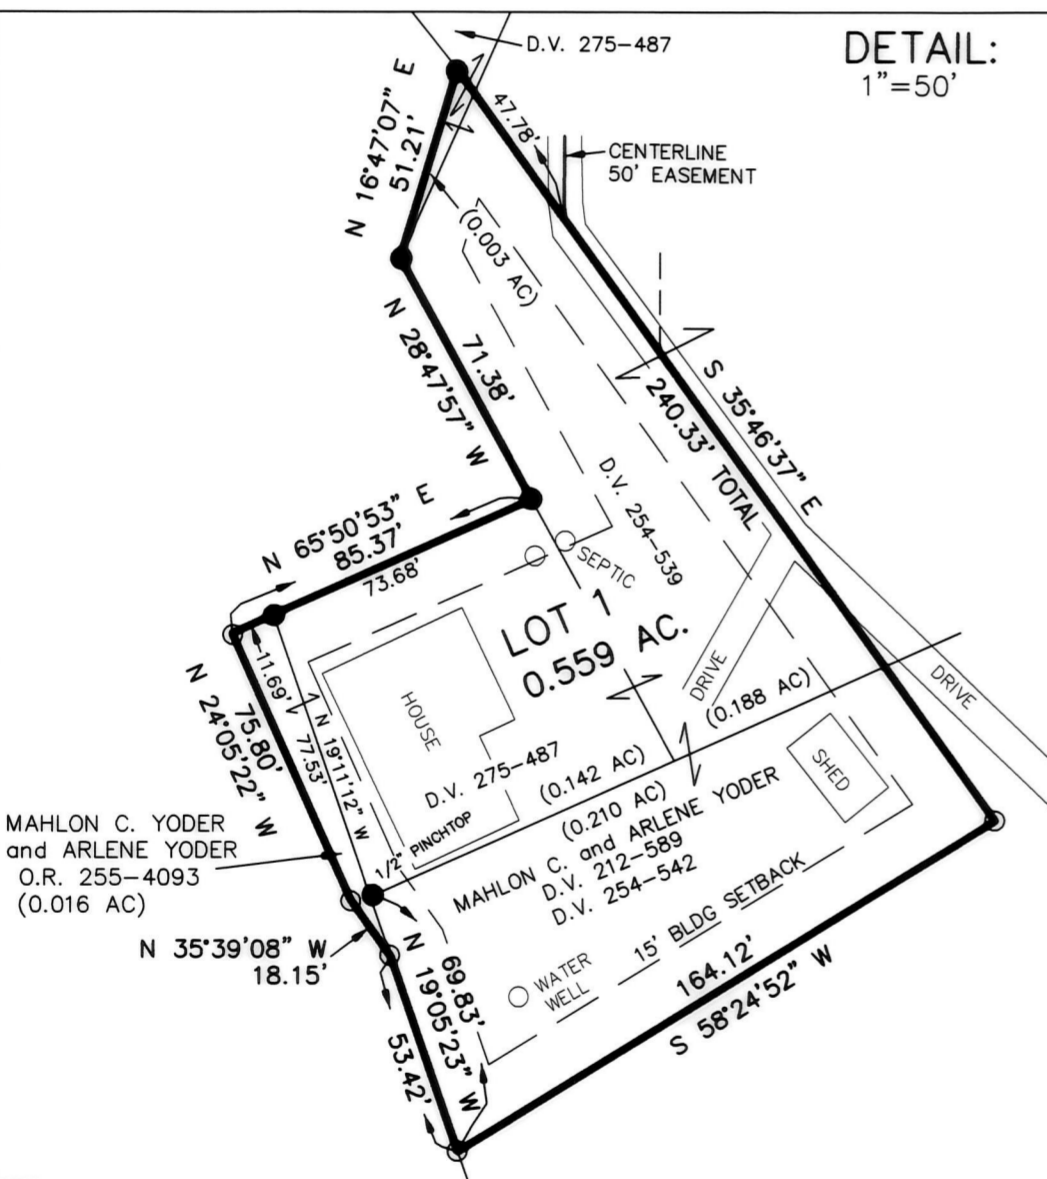 D.V. 275-487
DETAIL:
1"=50'
N 16°47'07" E
51.21'
47.78'
CENTERLINE
50' EASEMENT
(0.003 AC)
N 28°47'57" W
71.38'
S 35°46'37" E
240.33' TOTAL
D.V. 254-539
SEPTIC
N 65°50'53" E
85.37'
73.68'
LOT 1
0.559 AC.
11.69'
N 24°05'22" W
75.80'
77.53'
N 19°11'12" W
HOUSE
DRIVE
(0.188 AC)
DRIVE
D.V. 275-487
(0.142 AC)
SHED
1/2" PINCHTOP
(0.210 AC)
MAHLON C. and ARLENE YODER
D.V. 212-589
D.V. 254-542
MAHLON C. YODER
and ARLENE YODER
O.R. 255-4093
(0.016 AC)
N 35°39'08" W
18.15'
15' BLDG SETBACK
WATER
WELL
69.83'
N 19°05'23" W
53.42'
164.12'
S 58°24'52" W